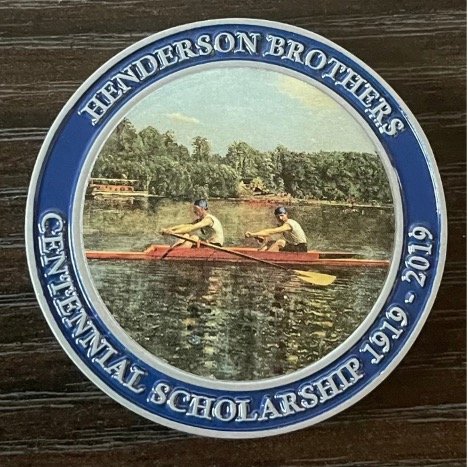 HENDERSON BROTHERS
CENTENNIAL SCHOLARSHIP 1919 - 2019